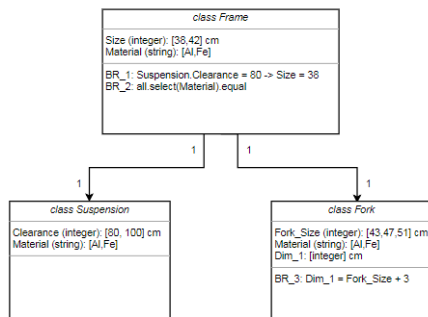 class Frame
Size (integer): [38,42] cm
Material (string): [Al,Fe]
BR_1: Suspension.Clearance = 80 -> Size = 38
BR_2: all.select(Material).equal
1
1
1
1
class Suspension
Clearance (integer): [80, 100] cm
Material (string): [Al,Fe]
class Fork
Fork_Size (integer): [43,47,51] cm
Material (string): [Al,Fe]
Dim_1: [integer] cm
BR_3: Dim_1 = Fork_Size + 3